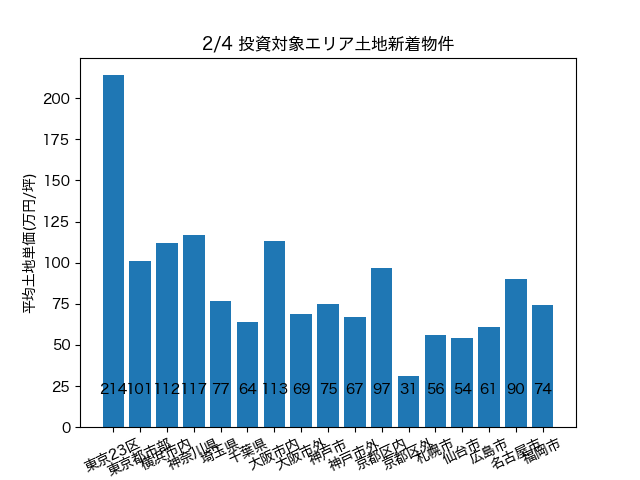 2/4 投資対象エリア土地新着物件
平均土地単価(万円/坪)
200
175
150
125
100
75
50
25
0
214 101 112 117 77 64 113 69 75 67 97 31 56 54 61 90 74
東京23区
東京都市部
横浜市内
神奈川県
埼玉県
千葉県
大阪市内
大阪市外
神戸市
神戸市外
京都区内
京都区外
札幌市
仙台市
広島市
名古屋市
福岡市